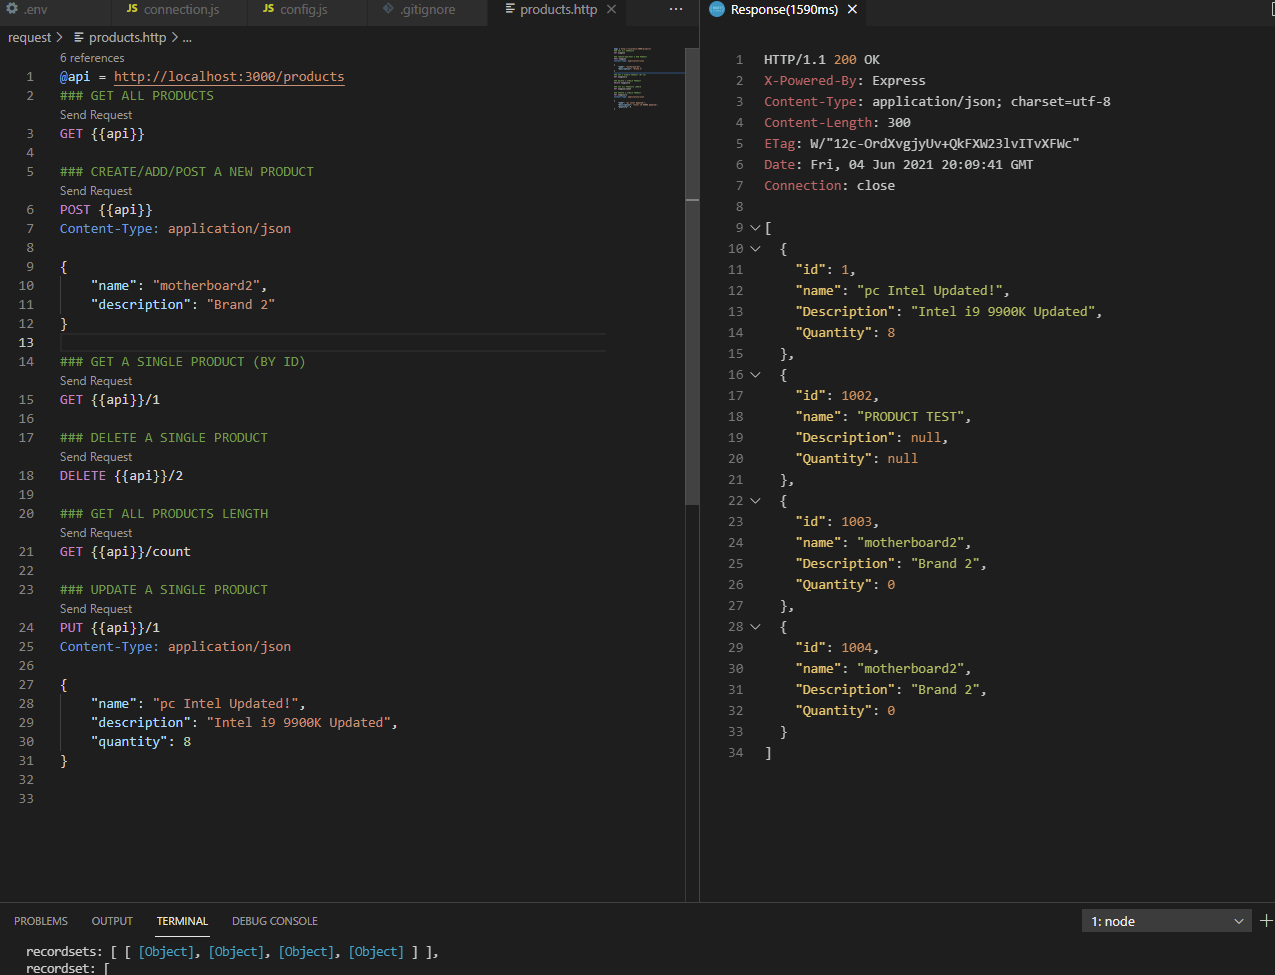 .env
JS connection.js
JS config.js
.gitignore
products.http
Response(1590ms)
request > products.http > ...
6 references
1 @api = http://localhost:3000/products
2 ### GET ALL PRODUCTS
Send Request
3 GET {{api}}
4
5 ### CREATE/ADD/POST A NEW PRODUCT
Send Request
6 POST {{api}}
7 Content-Type: application/json
8
9 {
10 "name": "motherboard2",
11 "description": "Brand 2"
12 }
13
14 ### GET A SINGLE PRODUCT (BY ID)
Send Request
15 GET {{api}}/1
16
17 ### DELETE A SINGLE PRODUCT
Send Request
18 DELETE {{api}}/2
19
20 ### GET ALL PRODUCTS LENGTH
Send Request
21 GET {{api}}/count
22
23 ### UPDATE A SINGLE PRODUCT
Send Request
24 PUT {{api}}/1
25 Content-Type: application/json
26
27 {
28 "name": "pc Intel Updated!",
29 "description": "Intel i9 9900K Updated",
30 "quantity": 8
31 }
32
33
1 HTTP/1.1 200 OK
2 X-Powered-By: Express
3 Content-Type: application/json; charset=utf-8
4 Content-Length: 300
5 ETag: W/"12c-OrdXvgjyUv+QkFXW23lvITvXFWc"
6 Date: Fri, 04 Jun 2021 20:09:41 GMT
7 Connection: close
8
9 [
10 {
11 "id": 1,
12 "name": "pc Intel Updated!",
13 "Description": "Intel i9 9900K Updated",
14 "Quantity": 8
15 },
16 {
17 "id": 1002,
18 "name": "PRODUCT TEST",
19 "Description": null,
20 "Quantity": null
21 },
22 {
23 "id": 1003,
24 "name": "motherboard2",
25 "Description": "Brand 2",
26 "Quantity": 0
27 },
28 {
29 "id": 1004,
30 "name": "motherboard2",
31 "Description": "Brand 2",
32 "Quantity": 0
33 }
34 ]
PROBLEMS OUTPUT TERMINAL DEBUG CONSOLE
1: node
recordsets: [ [ [Object], [Object], [Object], [Object] ] ],
recordset: [